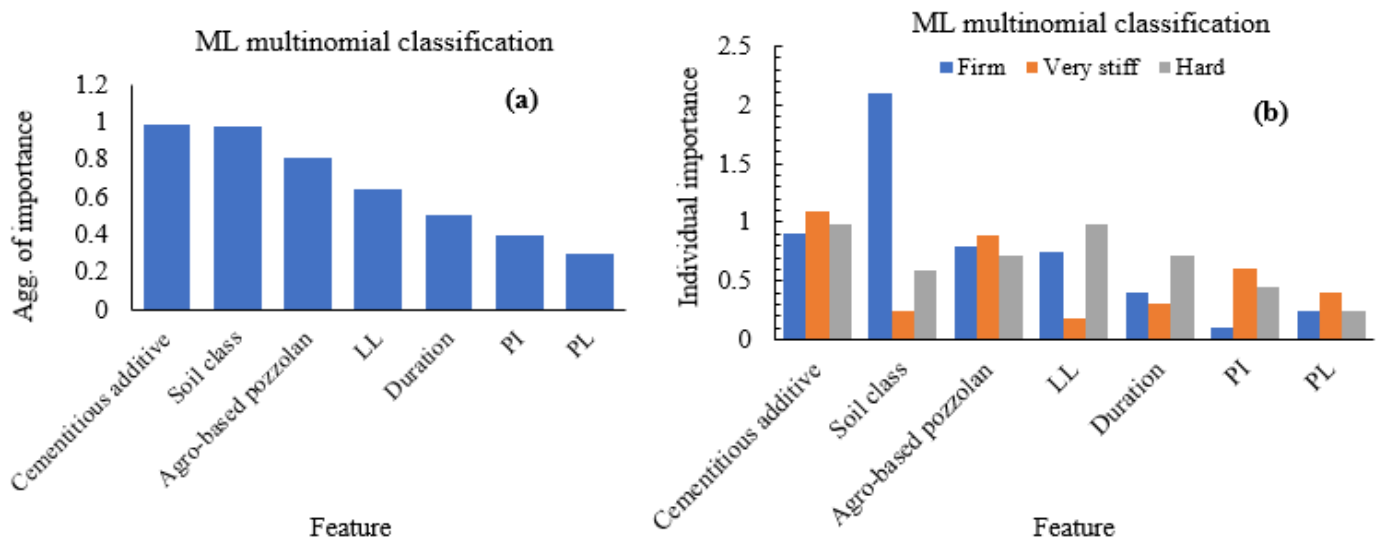 ML multinomial classification
(a)
Agg. of importance
1.2
1
0.8
0.6
0.4
0.2
0
Cementitious additive
Soil class
Agro-based pozzolan
LL
Duration
PI
PL
Feature
ML multinomial classification
Firm Very stiff Hard
(b)
Individual importance
2.5
2
1.5
1
0.5
0
Cementitious additive
Soil class
Agro-based pozzolan
LL
Duration
PI
PL
Feature